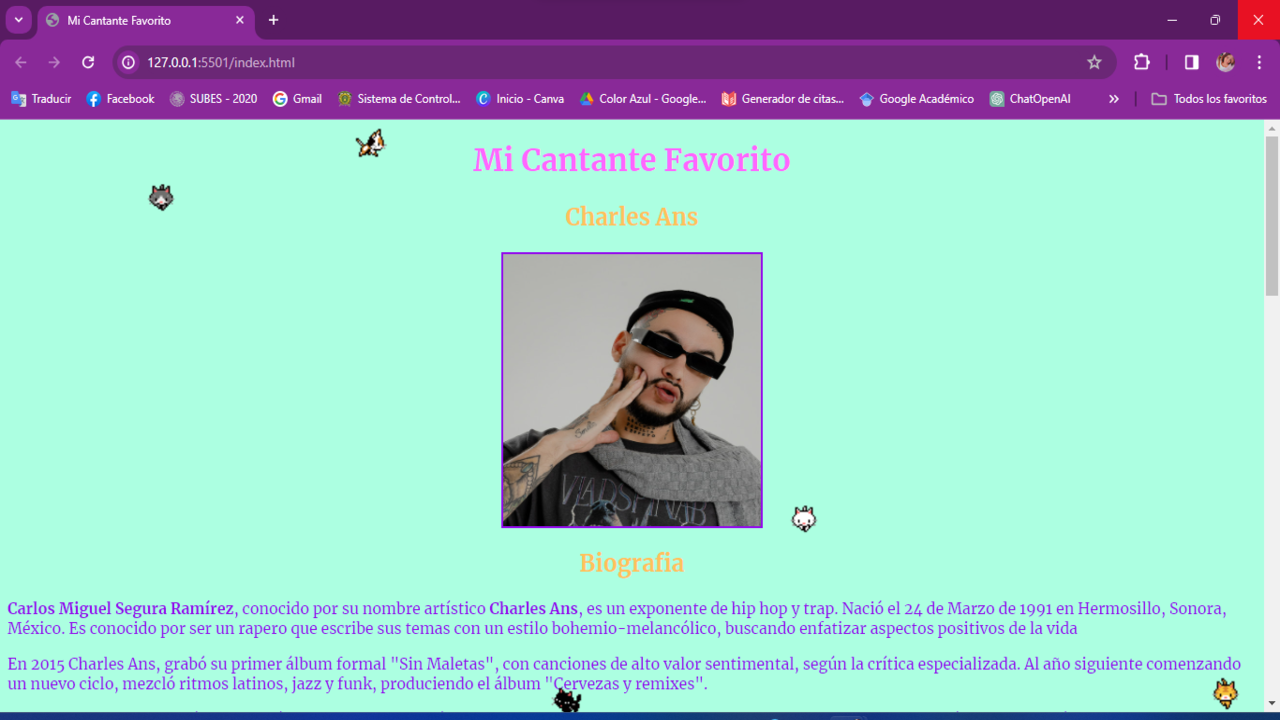 Mi Cantante Favorito
127.0.0.1:5501/index.html
Traducir
Facebook
SUBES - 2020
Gmail
Sistema de Control...
Inicio - Canva
Color Azul - Google...
Generador de citas...
Google Académico
ChatOpenAI
Todos los favoritos
Mi Cantante Favorito
Charles Ans
Biografia
Carlos Miguel Segura Ramírez, conocido por su nombre artístico Charles Ans, es un exponente de hip hop y trap. Nació el 24 de Marzo de 1991 en Hermosillo, Sonora,
México. Es conocido por ser un rapero que escribe sus temas con un estilo bohemio-melancólico, buscando enfatizar aspectos positivos de la vida
En 2015 Charles Ans, grabó su primer álbum formal "Sin Maletas", con canciones de alto valor sentimental, según la crítica especializada. Al año siguiente comenzando
un nuevo ciclo, mezcló ritmos latinos, jazz y funk, produciendo el álbum "Cervezas y remixes".